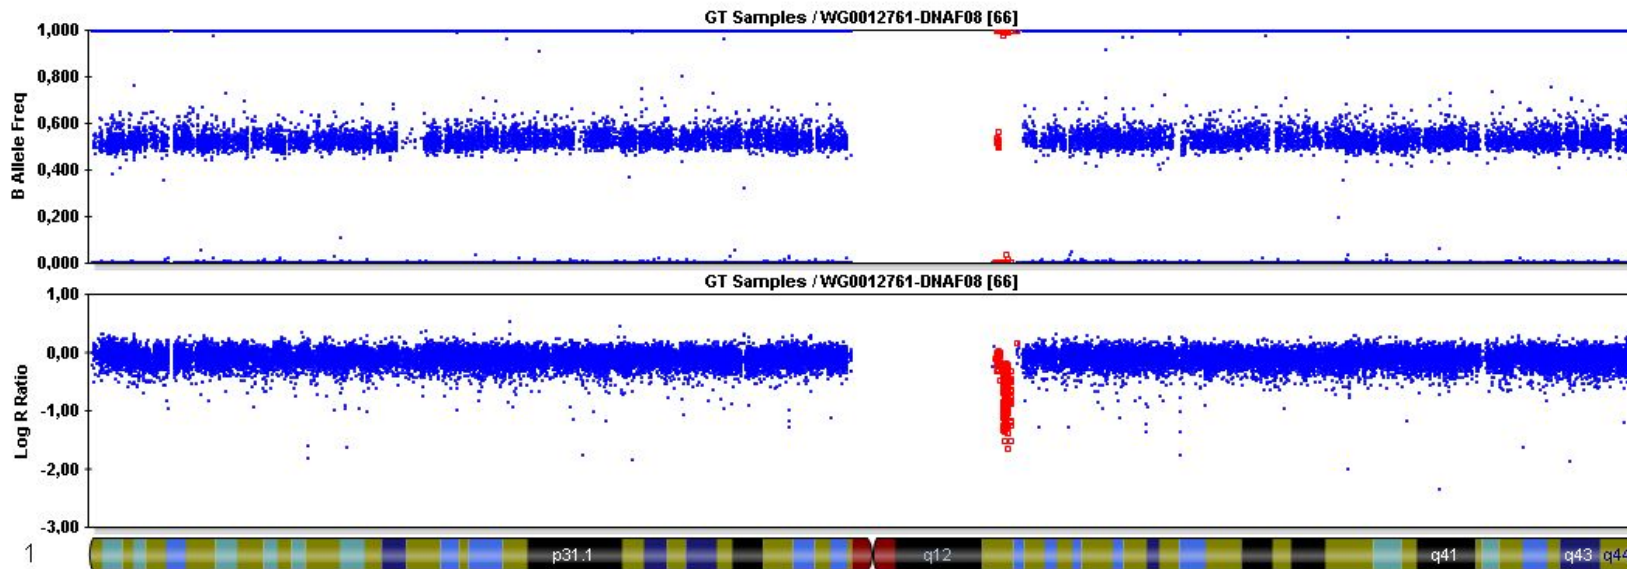 GT Samples / WG0012761-DNAF08 [66]
1,000
0,800
0,600
0,400
0,200
0,000
B Allele Freq
GT Samples / WG0012761-DNAF08 [66]
1,00
0,00
-1,00
-2,00
-3,00
Log R Ratio
1 p31.1 q12 q41 q43 q44